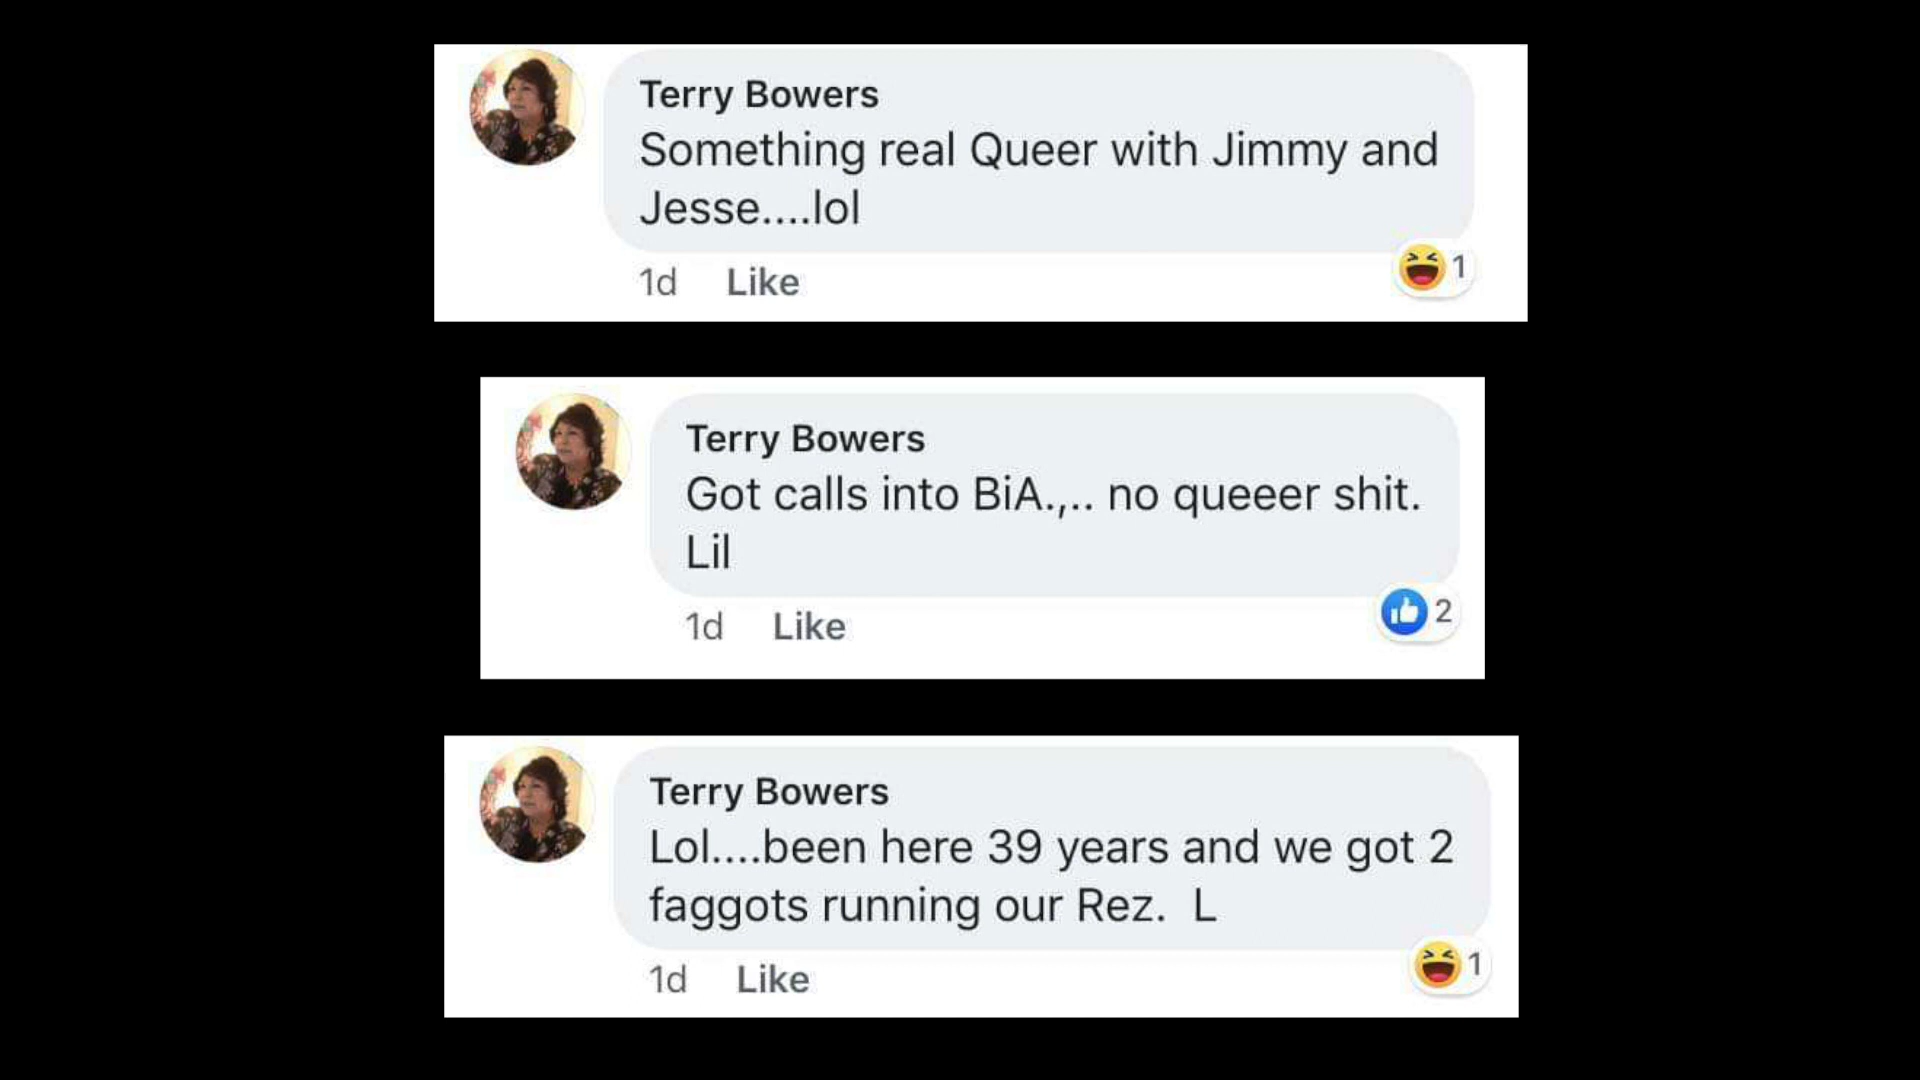 Terry Bowers
Something real Queer with Jimmy and
Jesse....lol
1d Like 1
Terry Bowers
Got calls into BiA.,.. no queeer shit.
Lil
1d Like 2
Terry Bowers
Lol....been here 39 years and we got 2
faggots running our Rez. L
1d Like 1